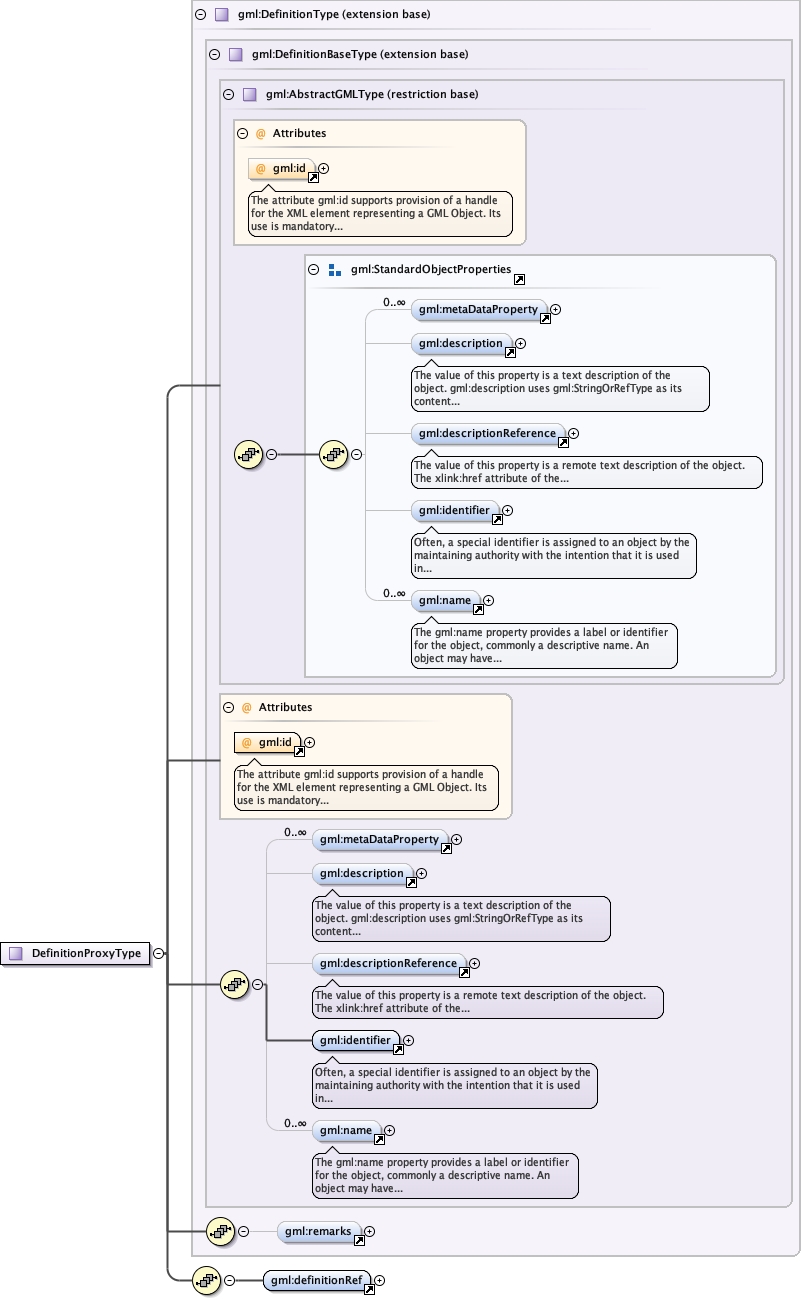 gml:DefinitionType (extension base)
gml:DefinitionBaseType (extension base)
gml:AbstractGMLType (restriction base)
@ Attributes
@ gml:id
The attribute gml:id supports provision of a handle
for the XML element representing a GML Object. Its
use is mandatory...
gml:StandardObjectProperties
0..∞
gml:metaDataProperty
gml:description
The value of this property is a text description of the
object. gml:description uses gml:StringOrRefType as its
content...
gml:descriptionReference
The value of this property is a remote text description of the object.
The xlink:href attribute of the...
gml:identifier
Often, a special identifier is assigned to an object by the
maintaining authority with the intention that it is used
in...
0..∞
gml:name
The gml:name property provides a label or identifier
for the object, commonly a descriptive name. An
object may have...
@ Attributes
@ gml:id
The attribute gml:id supports provision of a handle
for the XML element representing a GML Object. Its
use is mandatory...
0..∞
gml:metaDataProperty
gml:description
The value of this property is a text description of the
object. gml:description uses gml:StringOrRefType as its
content...
DefinitionProxyType
gml:descriptionReference
The value of this property is a remote text description of the object.
The xlink:href attribute of the...
gml:identifier
Often, a special identifier is assigned to an object by the
maintaining authority with the intention that it is used
in...
0..∞
gml:name
The gml:name property provides a label or identifier
for the object, commonly a descriptive name. An
object may have...
gml:remarks
gml:definitionRef